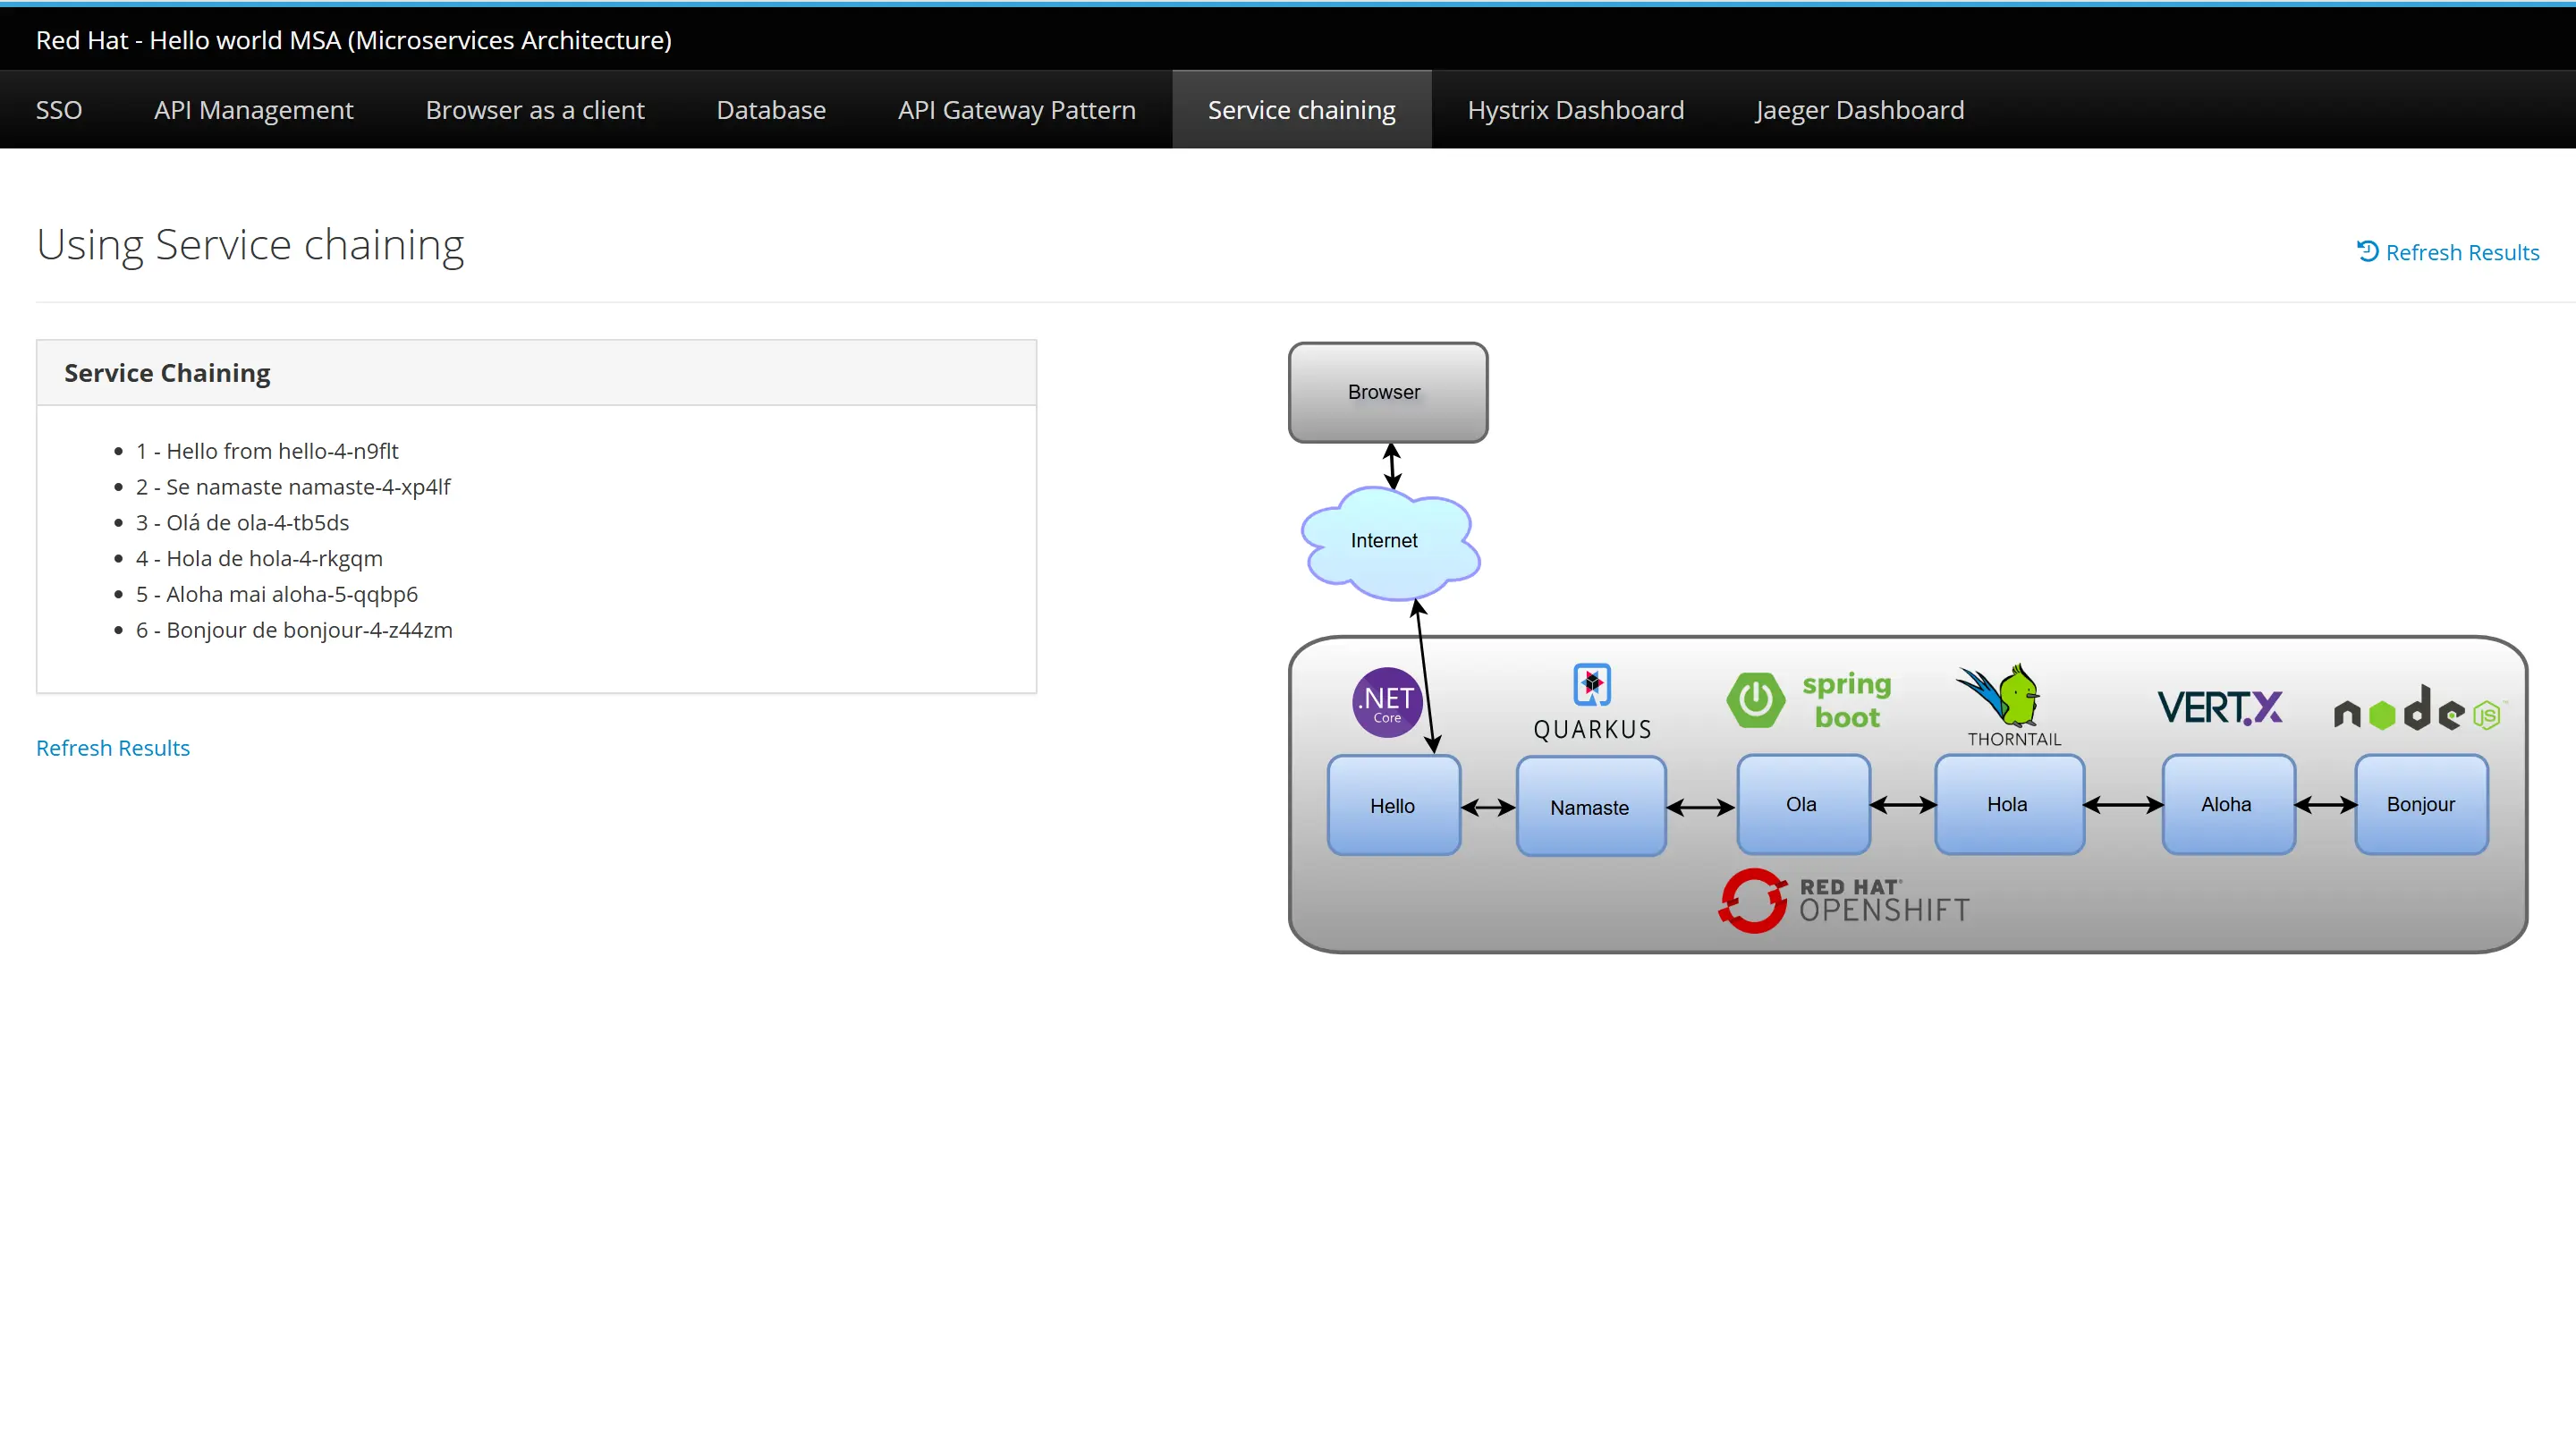 Red Hat - Hello world MSA (Microservices Architecture)
SSO API Management Browser as a client Database API Gateway Pattern Service chaining Hystrix Dashboard Jaeger Dashboard
Using Service chaining
Refresh Results
Service Chaining
1 - Hello from hello-4-n9flt
2 - Se namaste namaste-4-xp4lf
3 - Olá de ola-4-tb5ds
4 - Hola de hola-4-rkgqm
5 - Aloha mai aloha-5-qqbp6
6 - Bonjour de bonjour-4-z44zm
Refresh Results
Browser
Internet
.NET
Core
QUARKUS
spring
boot
THORNTAIL
VERT.X
node
JS
Hello
Namaste
Ola
Hola
Aloha
Bonjour
RED HAT®
OPENSHIFT